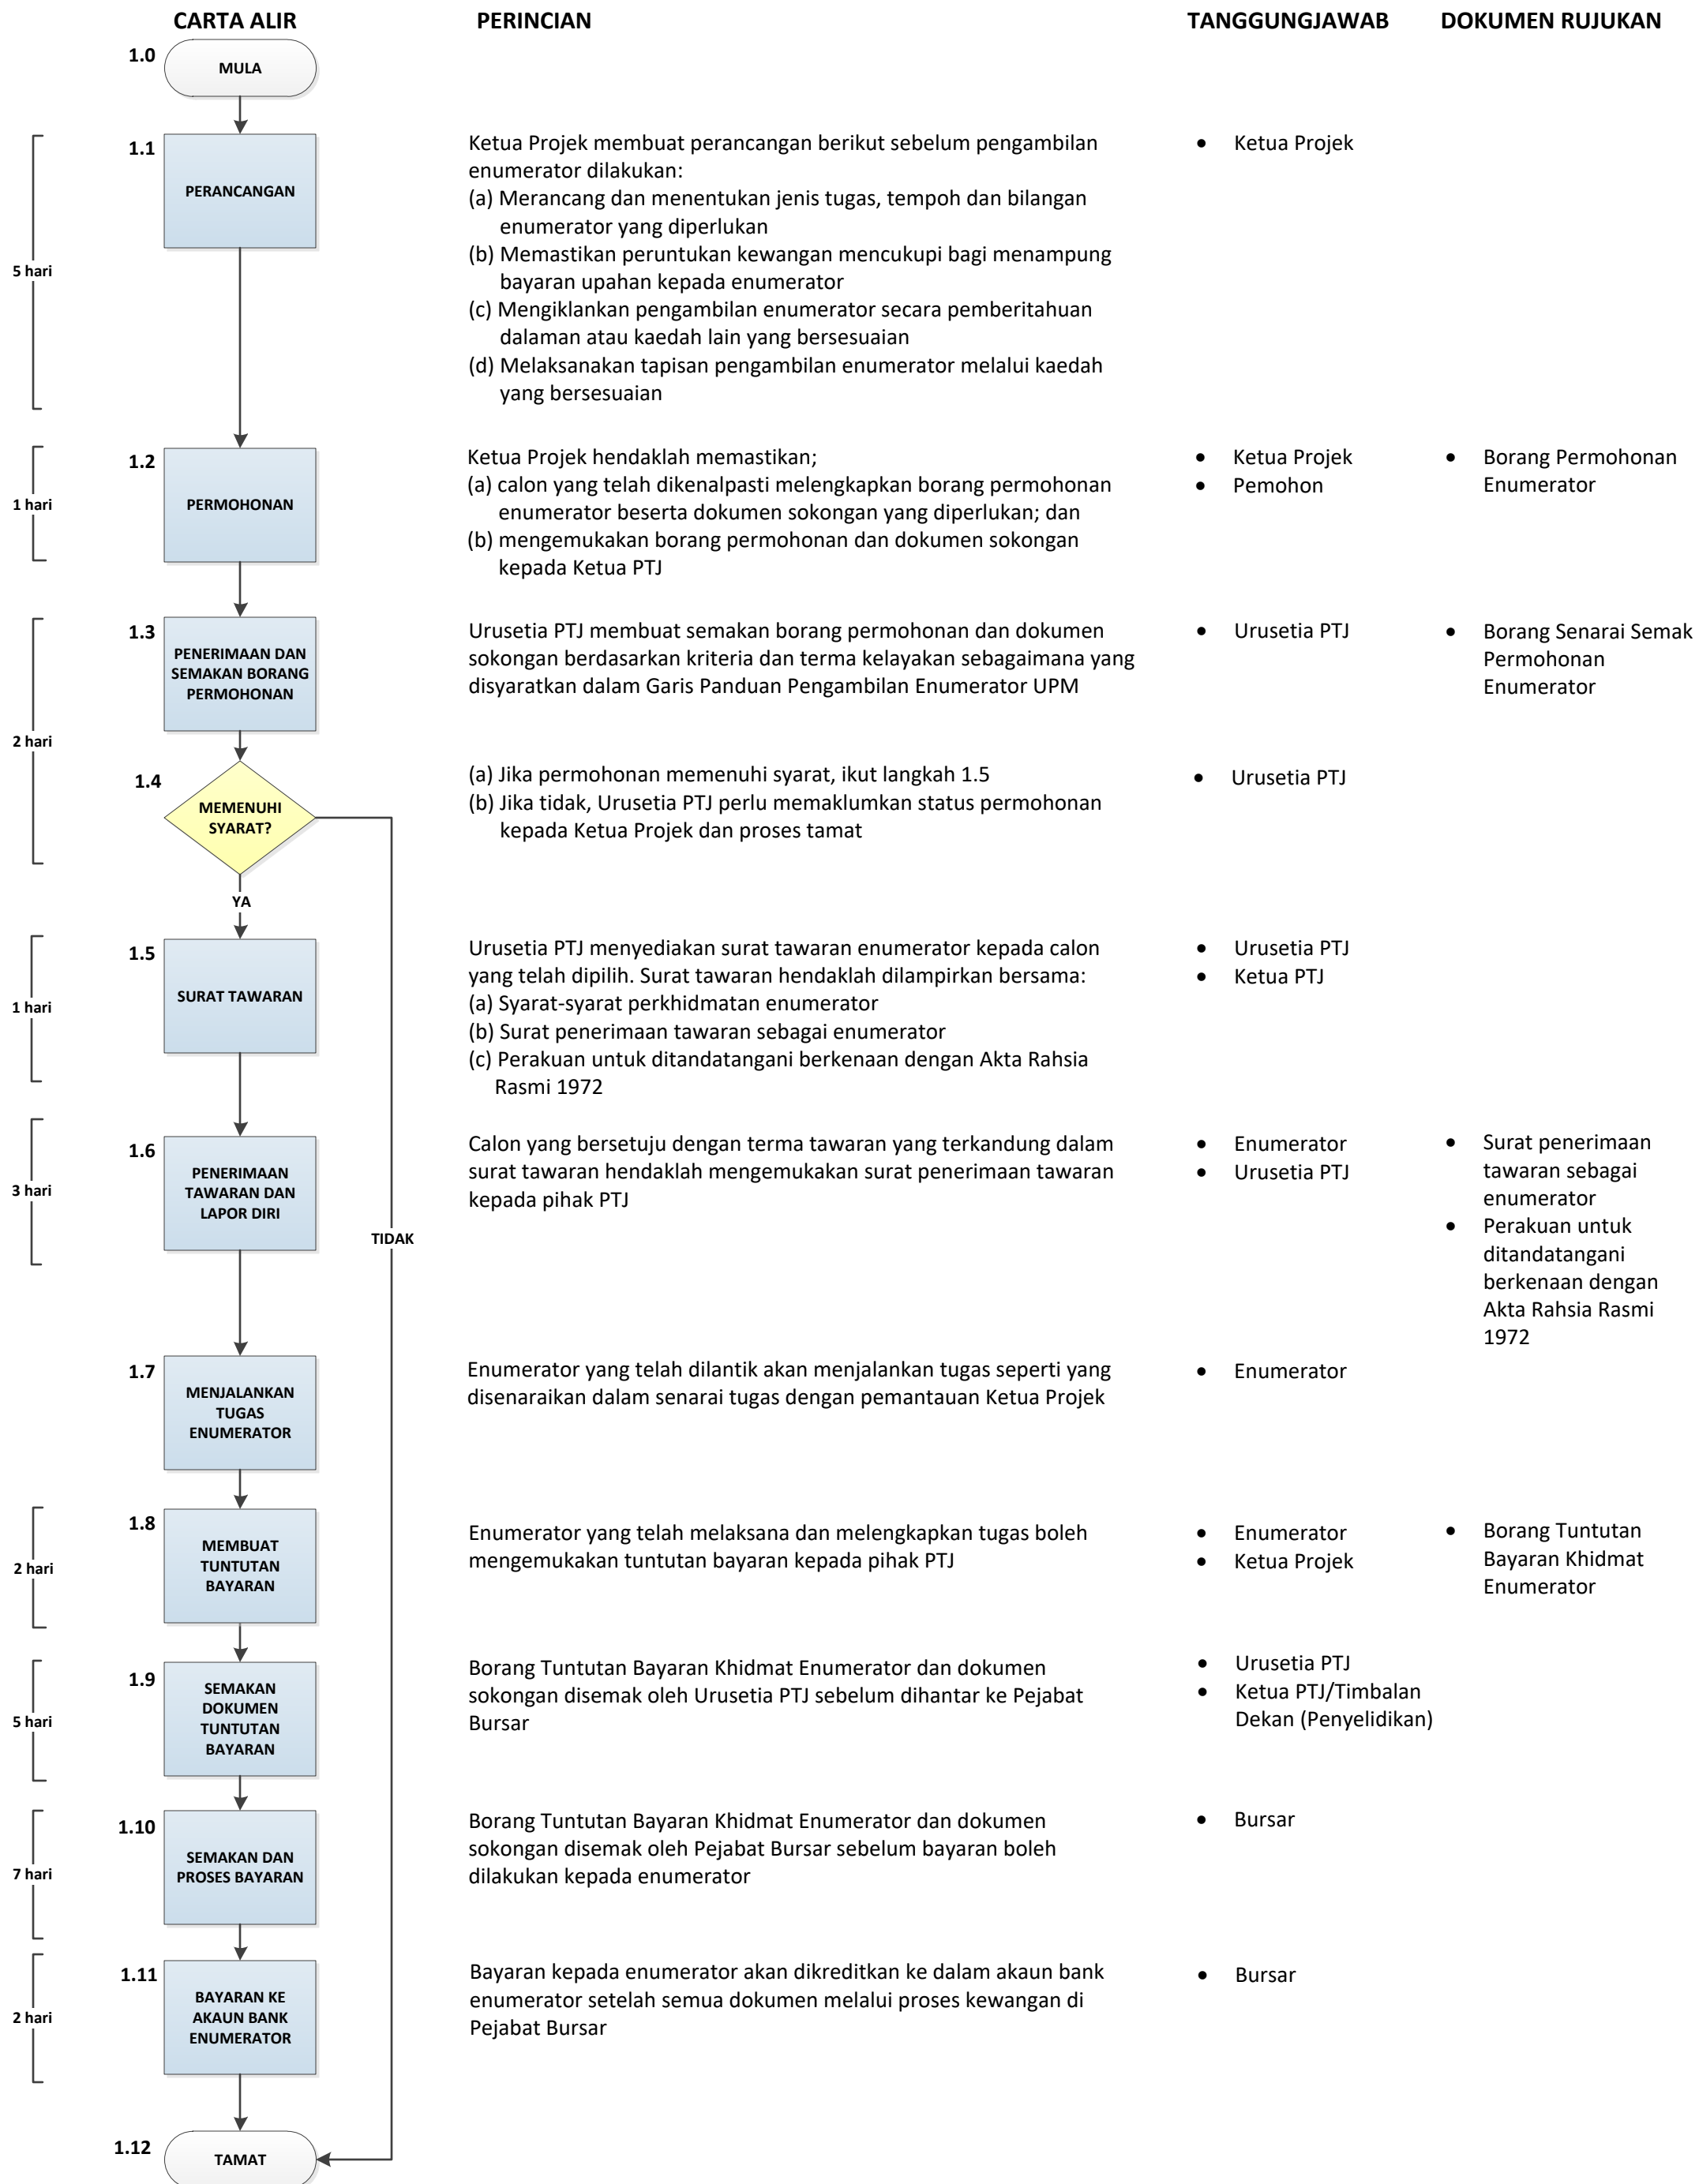 CARTA ALIR
PERINCIAN
TANGGUNGJAWAB
DOKUMEN RUJUKAN
1.0
MULA
5 hari
1.1
PERANCANGAN
Ketua Projek membuat perancangan berikut sebelum pengambilan
enumerator dilakukan:
(a) Merancang dan menentukan jenis tugas, tempoh dan bilangan
enumerator yang diperlukan
(b) Memastikan peruntukan kewangan mencukupi bagi menampung
bayaran upahan kepada enumerator
(c) Mengiklankan pengambilan enumerator secara pemberitahuan
dalaman atau kaedah lain yang bersesuaian
(d) Melaksanakan tapisan pengambilan enumerator melalui kaedah
yang bersesuaian
• Ketua Projek
1 hari
1.2
PERMOHONAN
Ketua Projek hendaklah memastikan;
(a) calon yang telah dikenalpasti melengkapkan borang permohonan
enumerator beserta dokumen sokongan yang diperlukan; dan
(b) mengemukakan borang permohonan dan dokumen sokongan
kepada Ketua PTJ
• Ketua Projek
• Pemohon
• Borang Permohonan
Enumerator
2 hari
1.3
PENERIMAAN DAN
SEMAKAN BORANG
PERMOHONAN
Urusetia PTJ membuat semakan borang permohonan dan dokumen
sokongan berdasarkan kriteria dan terma kelayakan sebagaimana yang
disyaratkan dalam Garis Panduan Pengambilan Enumerator UPM
• Urusetia PTJ
• Borang Senarai Semak
Permohonan
Enumerator
1.4
MEMENUHI
SYARAT?
(a) Jika permohonan memenuhi syarat, ikut langkah 1.5
(b) Jika tidak, Urusetia PTJ perlu memaklumkan status permohonan
kepada Ketua Projek dan proses tamat
• Urusetia PTJ
YA
1 hari
1.5
SURAT TAWARAN
Urusetia PTJ menyediakan surat tawaran enumerator kepada calon
yang telah dipilih. Surat tawaran hendaklah dilampirkan bersama:
(a) Syarat-syarat perkhidmatan enumerator
(b) Surat penerimaan tawaran sebagai enumerator
(c) Perakuan untuk ditandatangani berkenaan dengan Akta Rahsia
Rasmi 1972
• Urusetia PTJ
• Ketua PTJ
3 hari
1.6
PENERIMAAN
TAWARAN DAN
LAPOR DIRI
TIDAK
Calon yang bersetuju dengan terma tawaran yang terkandung dalam
surat tawaran hendaklah mengemukakan surat penerimaan tawaran
kepada pihak PTJ
• Enumerator
• Urusetia PTJ
• Surat penerimaan
tawaran sebagai
enumerator
• Perakuan untuk
ditandatangani
berkenaan dengan
Akta Rahsia Rasmi
1972
1.7
MENJALANKAN
TUGAS
ENUMERATOR
Enumerator yang telah dilantik akan menjalankan tugas seperti yang
disenaraikan dalam senarai tugas dengan pemantauan Ketua Projek
• Enumerator
2 hari
1.8
MEMBUAT
TUNTUTAN
BAYARAN
Enumerator yang telah melaksana dan melengkapkan tugas boleh
mengemukakan tuntutan bayaran kepada pihak PTJ
• Enumerator
• Ketua Projek
• Borang Tuntutan
Bayaran Khidmat
Enumerator
5 hari
1.9
SEMAKAN
DOKUMEN
TUNTUTAN
BAYARAN
Borang Tuntutan Bayaran Khidmat Enumerator dan dokumen
sokongan disemak oleh Urusetia PTJ sebelum dihantar ke Pejabat
Bursar
• Urusetia PTJ
• Ketua PTJ/Timbalan
Dekan (Penyelidikan)
7 hari
1.10
SEMAKAN DAN
PROSES BAYARAN
Borang Tuntutan Bayaran Khidmat Enumerator dan dokumen
sokongan disemak oleh Pejabat Bursar sebelum bayaran boleh
dilakukan kepada enumerator
• Bursar
2 hari
1.11
BAYARAN KE
AKAUN BANK
ENUMERATOR
Bayaran kepada enumerator akan dikreditkan ke dalam akaun bank
enumerator setelah semua dokumen melalui proses kewangan di
Pejabat Bursar
• Bursar
1.12
TAMAT